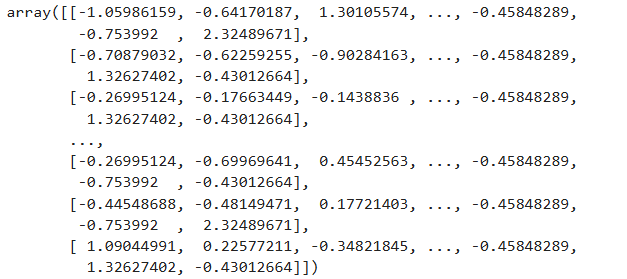 array([[-1.05986159, -0.64170187,  1.30105574, ..., -0.45848289,
        -0.753992  ,  2.32489671],
       [-0.70879032, -0.62259255, -0.90284163, ..., -0.45848289,
         1.32627402, -0.43012664],
       [-0.26995124, -0.17663449, -0.1438836 , ..., -0.45848289,
         1.32627402, -0.43012664],
       ...,
       [-0.26995124, -0.69969641,  0.45452563, ..., -0.45848289,
        -0.753992  , -0.43012664],
       [-0.44548688, -0.48149471,  0.17721403, ..., -0.45848289,
        -0.753992  ,  2.32489671],
       [ 1.09044991,  0.22577211, -0.34821845, ..., -0.45848289,
         1.32627402, -0.43012664]])